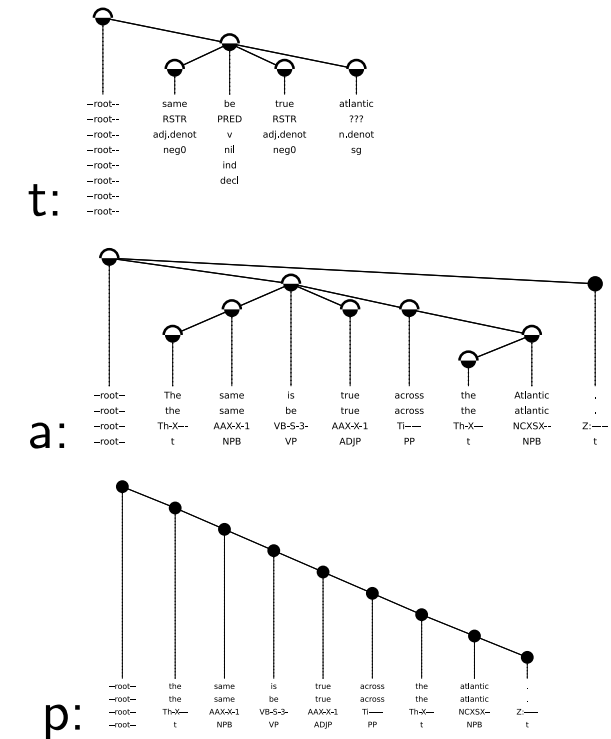 —root-- same be true atlantic
—root-- RSTR PRED RSTR ???
—root-- adj.denot v adj.denot n.denot
—root-- neg0 nil neg0 sg
—root-- ind
—root-- decl
—root--
—root--
t:
—root— The same is true across the Atlantic .
—root— the same be true across the atlantic .
—root— Th-X--- AAX-X-1 VB-S-3- AAX-X-1 Ti—— Th-X— NCXSX-- Z:——
—root— t NPB VP ADJP PP t NPB t
a:
—root— the same is true across the atlantic .
—root— the same be true across the atlantic .
—root— Th-X— AAX-X-1 VB-S-3- AAX-X-1 Ti—— Th-X— NCXSX- Z:——
—root— t NPB VP ADJP PP t NPB t
p: